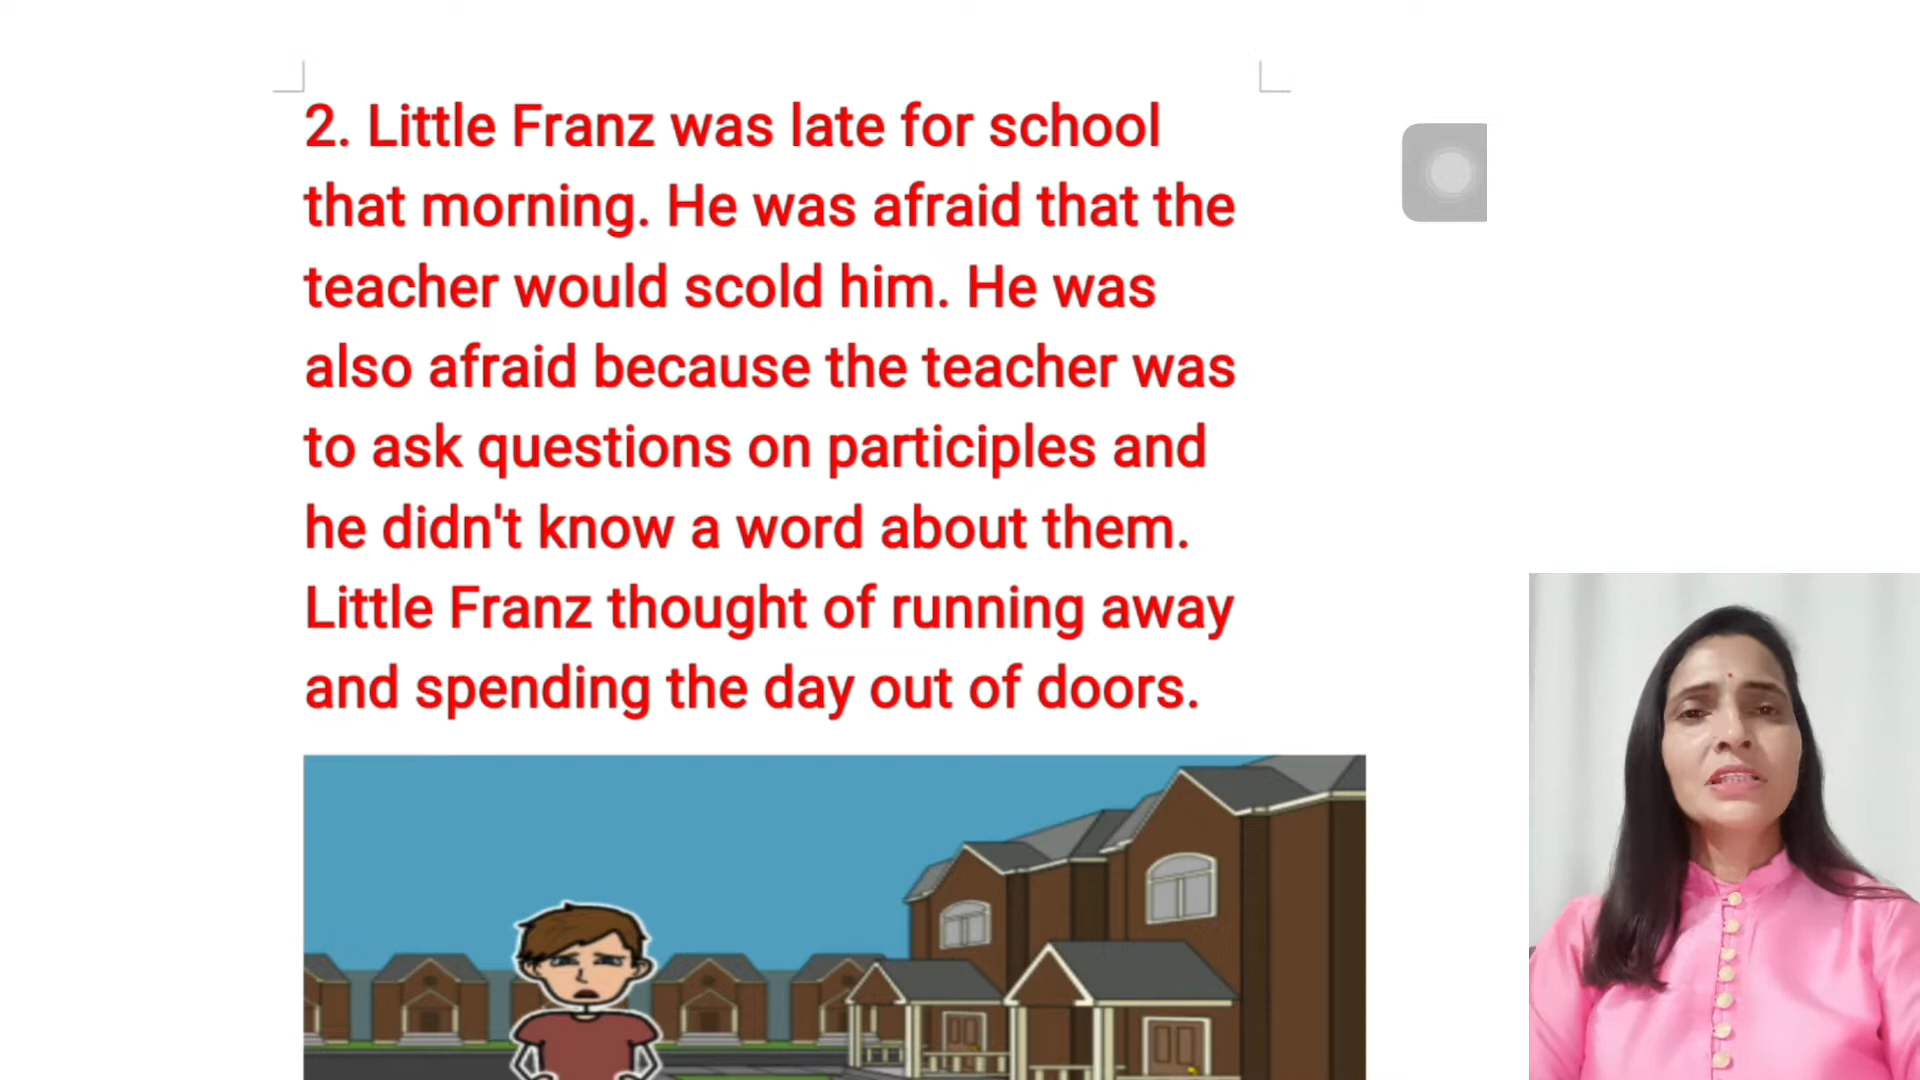 2. Little Franz was late for school
that morning. He was afraid that the
teacher would scold him. He was
also afraid because the teacher was
to ask questions on participles and
he didn't know a word about them.
Little Franz thought of running away
and spending the day out of doors.